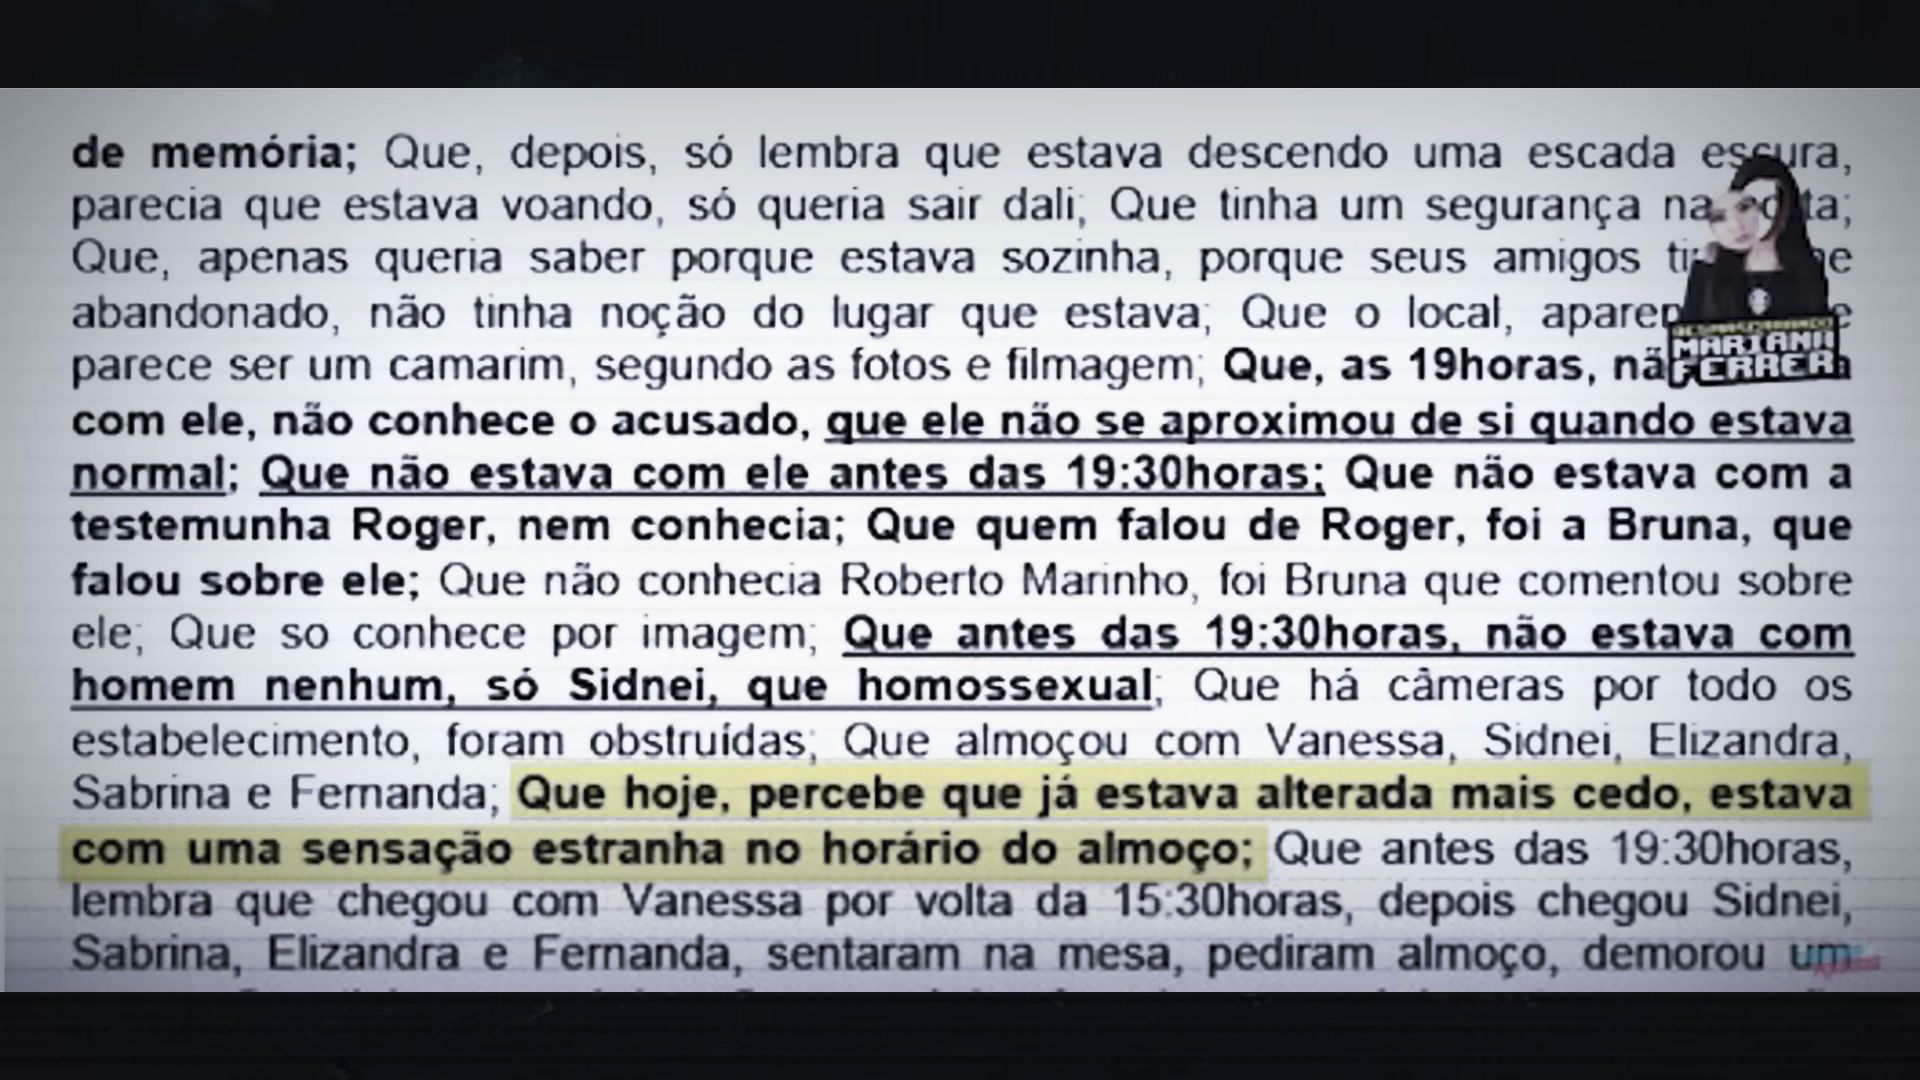 de memória; Que, depois, só lembra que estava descendo uma escada escura,
parecia que estava voando, só queria sair dali; Que tinha um segurança na
Que, apenas queria saber porque estava sozinha, porque seus amigos
abandonado, não tinha noção do lugar que estava; Que o local,
parece ser um camarim, segundo as fotos e filmagem; Que, as 19horas,
com ele, não conhece o acusado, que ele não se aproximou de si quando estava
normal; Que não estava com ele antes das 19:30horas; Que não estava com a
testemunha Roger, nem conhecia; Que quem falou de Roger, foi a Bruna, que
falou sobre ele; Que não conhecia Roberto Marinho, foi Bruna que comentou sobre
ele; Que so conhece por imagem; Que antes das 19:30horas, não estava com
homem nenhum, só Sidnei, que homossexual; Que há câmeras por todo os
estabelecimento, foram obstruídas; Que almoçou com Vanessa, Sidnei, Elizandra,
Sabrina e Fernanda; Que hoje, percebe que já estava alterada mais cedo, estava
com uma sensação estranha no horário do almoço; Que antes das 19:30horas,
lembra que chegou com Vanessa por volta da 15:30horas, depois chegou Sidnei,
Sabrina, Elizandra e Fernanda, sentaram na mesa, pediram almoço, demorou um
MARIANA
FERRER